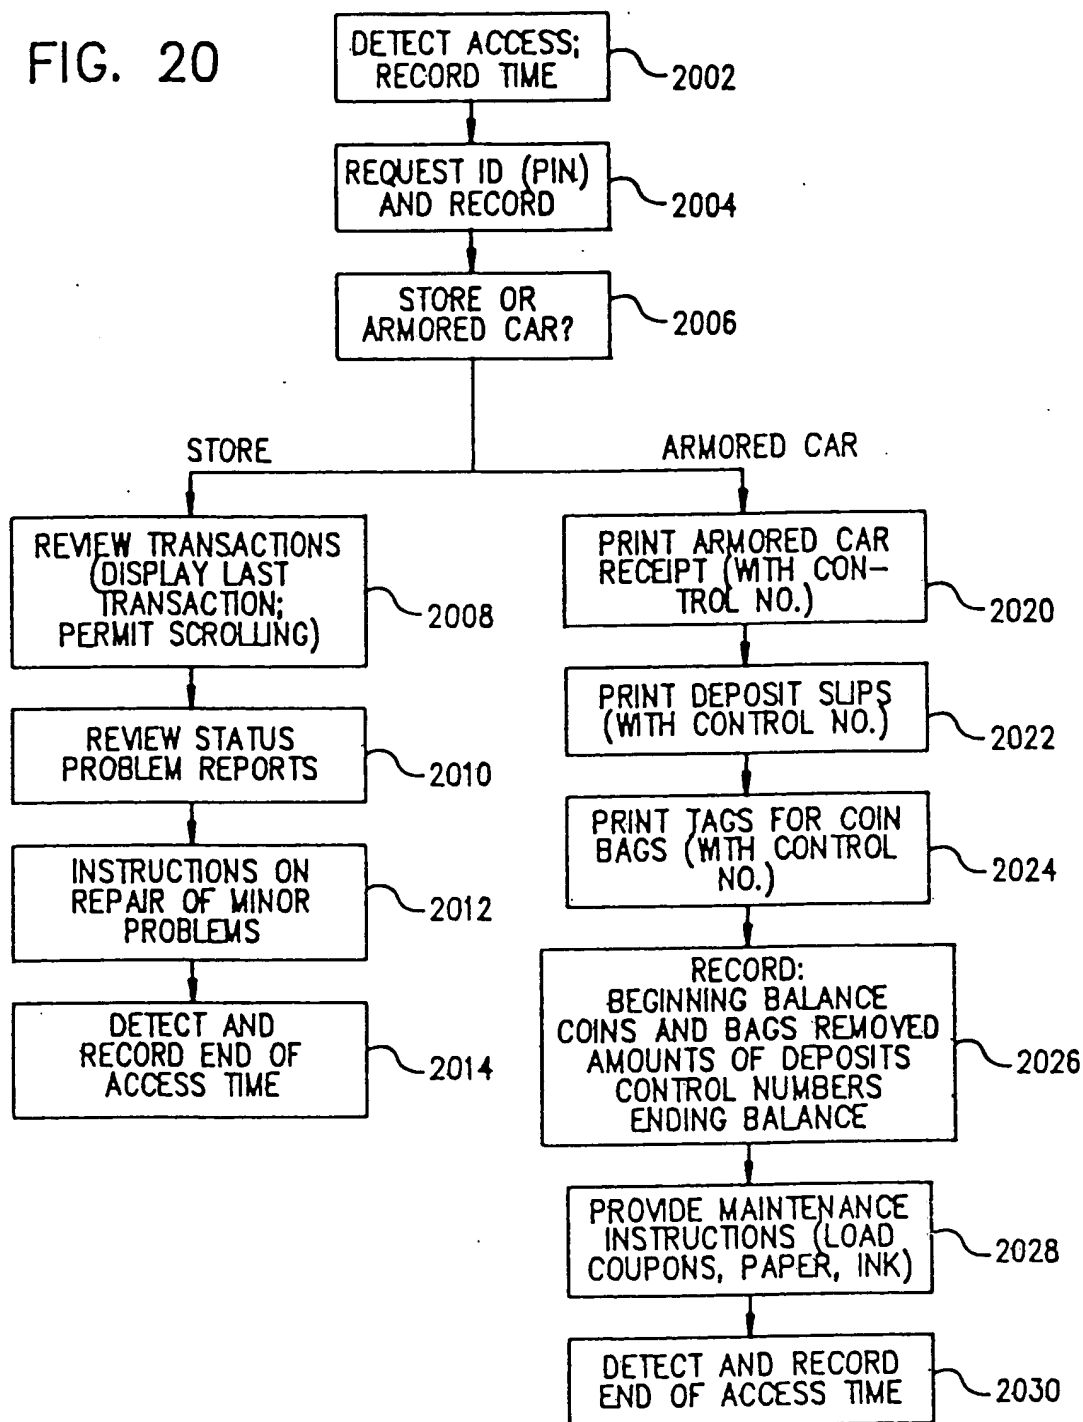 FIG. 20
DETECT ACCESS;
RECORD TIME
2002
REQUEST ID (PIN)
AND RECORD
2004
STORE OR
ARMORED CAR?
2006
STORE
ARMORED CAR
REVIEW TRANSACTIONS
(DISPLAY LAST
TRANSACTION;
PERMIT SCROLLING)
2008
REVIEW STATUS
PROBLEM REPORTS
2010
INSTRUCTIONS ON
REPAIR OF MINOR
PROBLEMS
2012
DETECT AND
RECORD END OF
ACCESS TIME
2014
PRINT ARMORED CAR
RECEIPT (WITH CON-
TROL NO.)
2020
PRINT DEPOSIT SLIPS
(WITH CONTROL NO.)
2022
PRINT TAGS FOR COIN
BAGS (WITH CONTROL
NO.)
2024
RECORD:
BEGINNING BALANCE
COINS AND BAGS REMOVED
AMOUNTS OF DEPOSITS
CONTROL NUMBERS
ENDING BALANCE
2026
PROVIDE MAINTENANCE
INSTRUCTIONS (LOAD
COUPONS, PAPER, INK)
2028
DETECT AND RECORD
END OF ACCESS TIME
2030